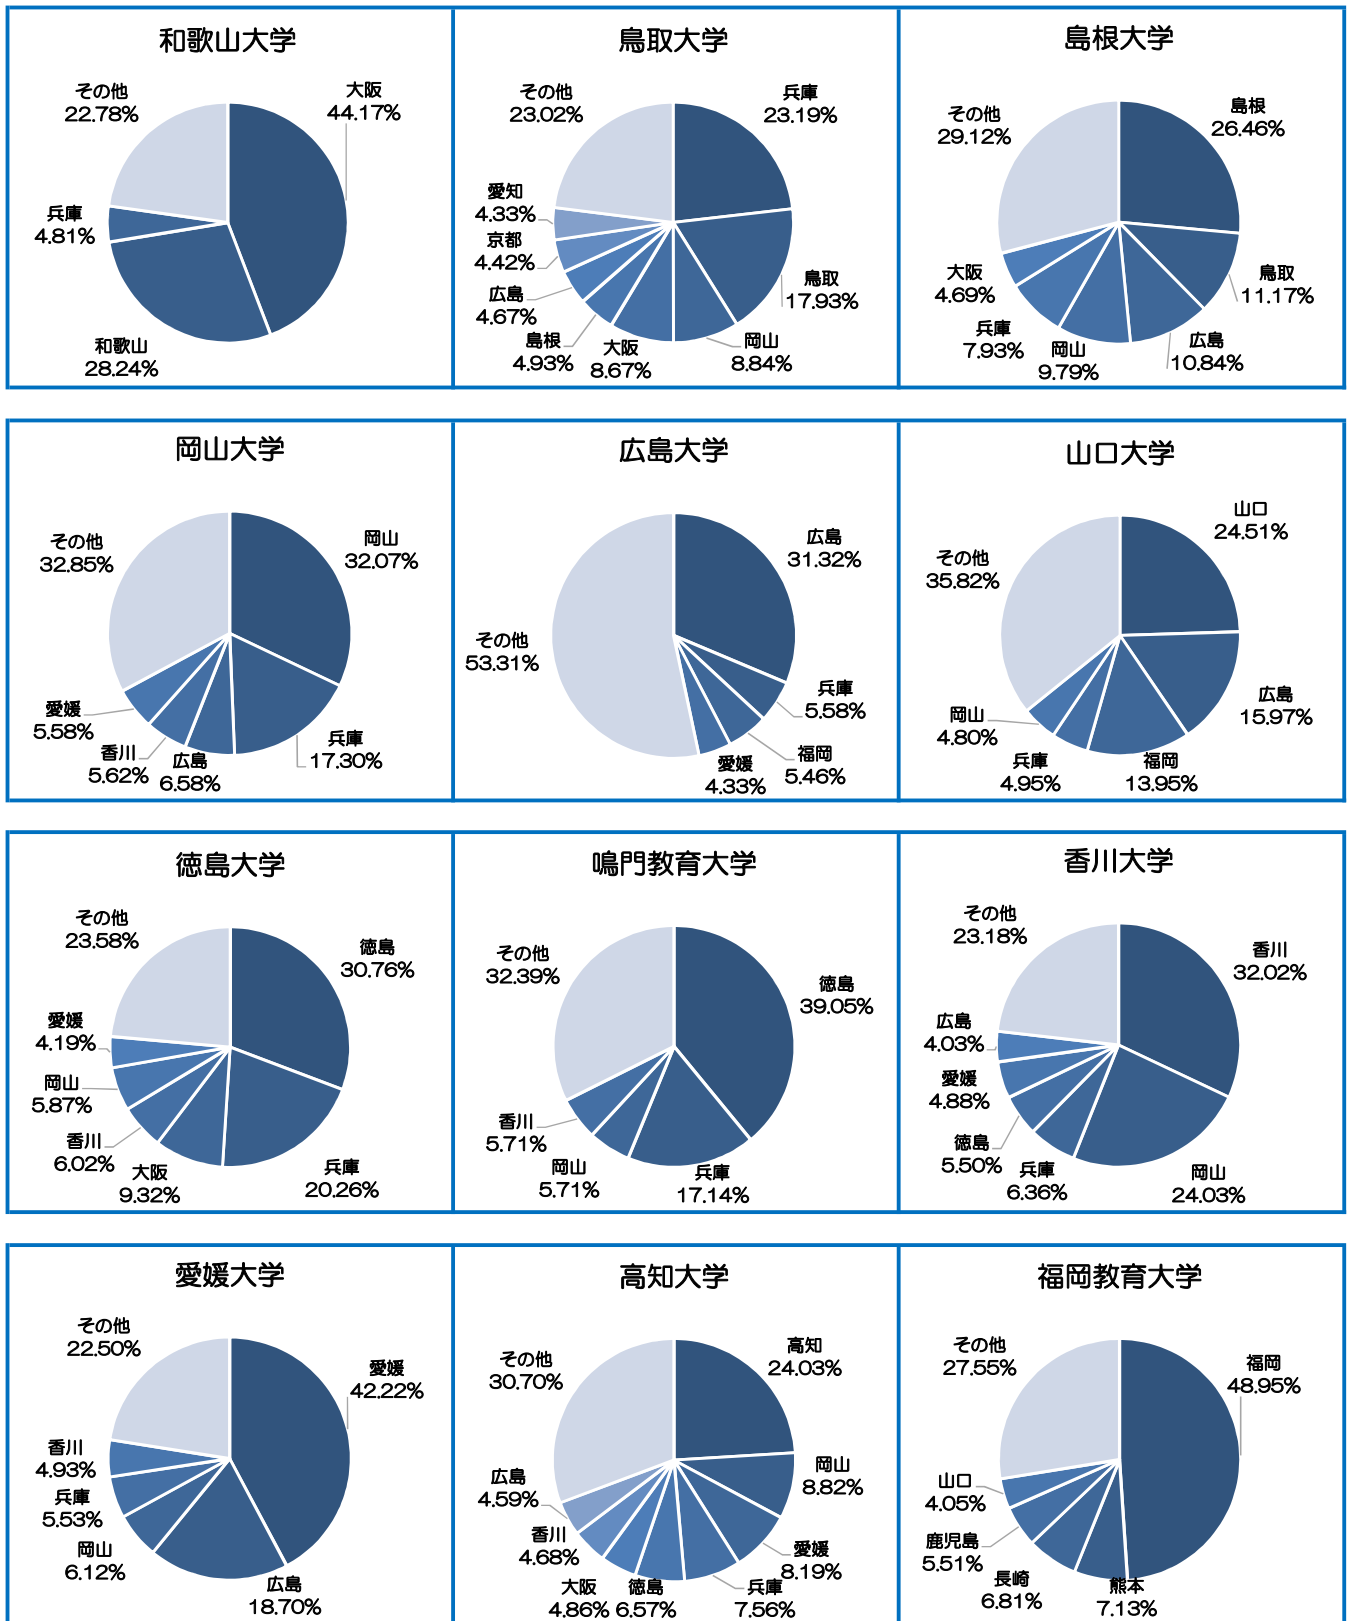 和歌山大学
大阪
44.17%
和歌山
28.24%
兵庫
4.81%
その他
22.78%
鳥取大学
兵庫
23.19%
鳥取
17.93%
岡山
8.84%
大阪
8.67%
島根
4.93%
広島
4.67%
京都
4.42%
愛知
4.33%
その他
23.02%
島根大学
島根
26.46%
鳥取
11.17%
広島
10.84%
岡山
9.79%
兵庫
7.93%
大阪
4.69%
その他
29.12%
岡山大学
岡山
32.07%
兵庫
17.30%
広島
6.58%
香川
5.62%
愛媛
5.58%
その他
32.85%
広島大学
広島
31.32%
兵庫
5.58%
福岡
5.46%
愛媛
4.33%
その他
53.31%
山口大学
山口
24.51%
広島
15.97%
福岡
13.95%
兵庫
4.95%
岡山
4.80%
その他
35.82%
徳島大学
徳島
30.76%
兵庫
20.26%
大阪
9.32%
香川
6.02%
岡山
5.87%
愛媛
4.19%
その他
23.58%
鳴門教育大学
徳島
39.05%
兵庫
17.14%
岡山
5.71%
香川
5.71%
その他
32.39%
香川大学
香川
32.02%
岡山
24.03%
兵庫
6.36%
徳島
5.50%
愛媛
4.88%
広島
4.03%
その他
23.18%
愛媛大学
愛媛
42.22%
広島
18.70%
岡山
6.12%
兵庫
5.53%
香川
4.93%
その他
22.50%
高知大学
高知
24.03%
岡山
8.82%
愛媛
8.19%
兵庫
7.56%
徳島
6.57%
大阪
4.86%
香川
4.68%
広島
4.59%
その他
30.70%
福岡教育大学
福岡
48.95%
熊本
7.13%
長崎
6.81%
鹿児島
5.51%
山口
4.05%
その他
27.55%